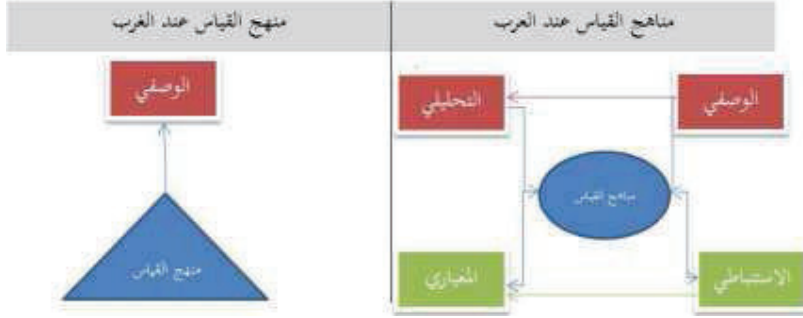 مناهج القياس عند العرب
منهج القياس عند الغرب
الوصفي
التحليلي
مناهج القياس
الاستنباطي
المعياري
الوصفي
منهج القياس